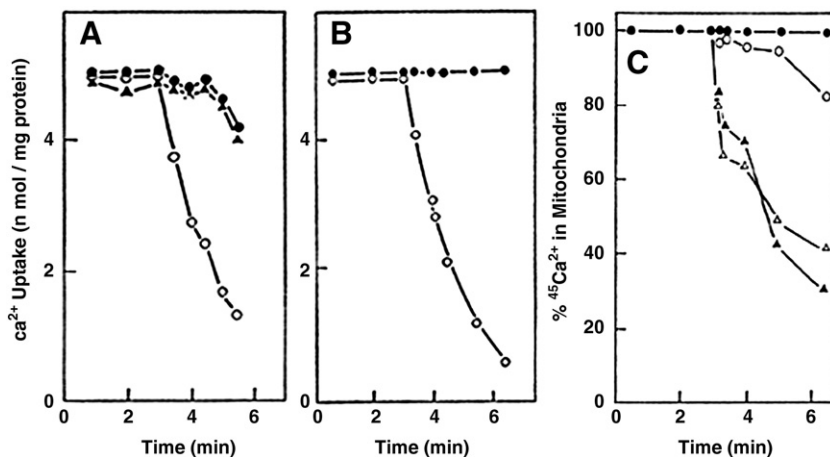 A
B
C
ca²⁺ Uptake (n mol / mg protein)
4
2
0
0 2 4 6
Time (min)
4
2
0
0 2 4 6
Time (min)
% ⁴⁵Ca²⁺ in Mitochondria
100
80
60
40
20
0
0 2 4 6
Time (min)